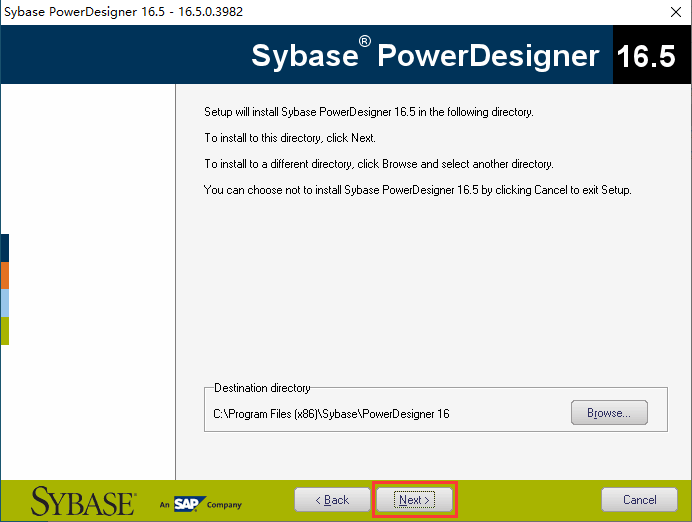 Sybase PowerDesigner 16.5 - 16.5.0.3982
Sybase® PowerDesigner 16.5
Setup will install Sybase PowerDesigner 16.5 in the following directory.
To install to this directory, click Next.
To install to a different directory, click Browse and select another directory.
You can choose not to install Sybase PowerDesigner 16.5 by clicking Cancel to exit Setup.
Destination directory
C:\Program Files (x86)\Sybase\PowerDesigner 16
Browse...
SYBASE® An SAP Company
< Back
Next >
Cancel